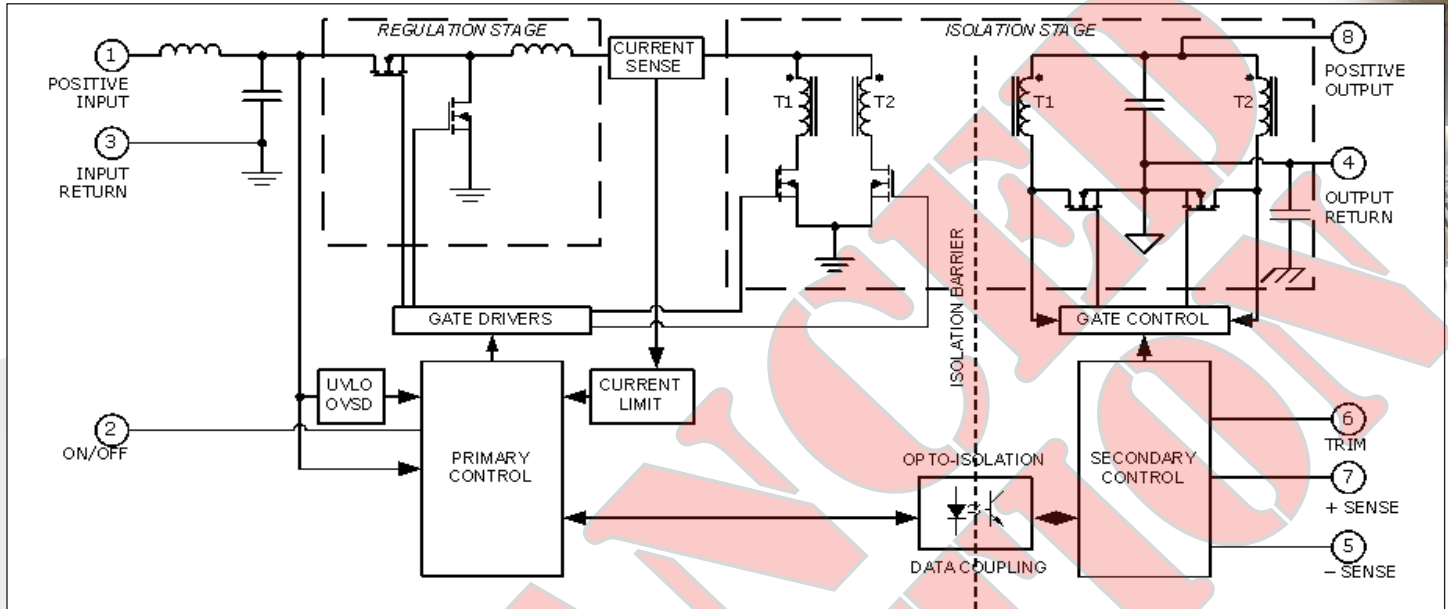 REGULATION STAGE
ISOLATION STAGE
1
POSITIVE
INPUT
CURRENT
SENSE
8
POSITIVE
OUTPUT
T1
T2
T1
T2
3
INPUT
RETURN
4
OUTPUT
RETURN
ISOLATION BARRIER
GATE DRIVERS
GATE CONTROL
UVLO
OVSD
CURRENT
LIMIT
2
ON/OFF
PRIMARY
CONTROL
OPTO-ISOLATION
DATA COUPLING
SECONDARY
CONTROL
6
TRIM
7
+ SENSE
5
– SENSE